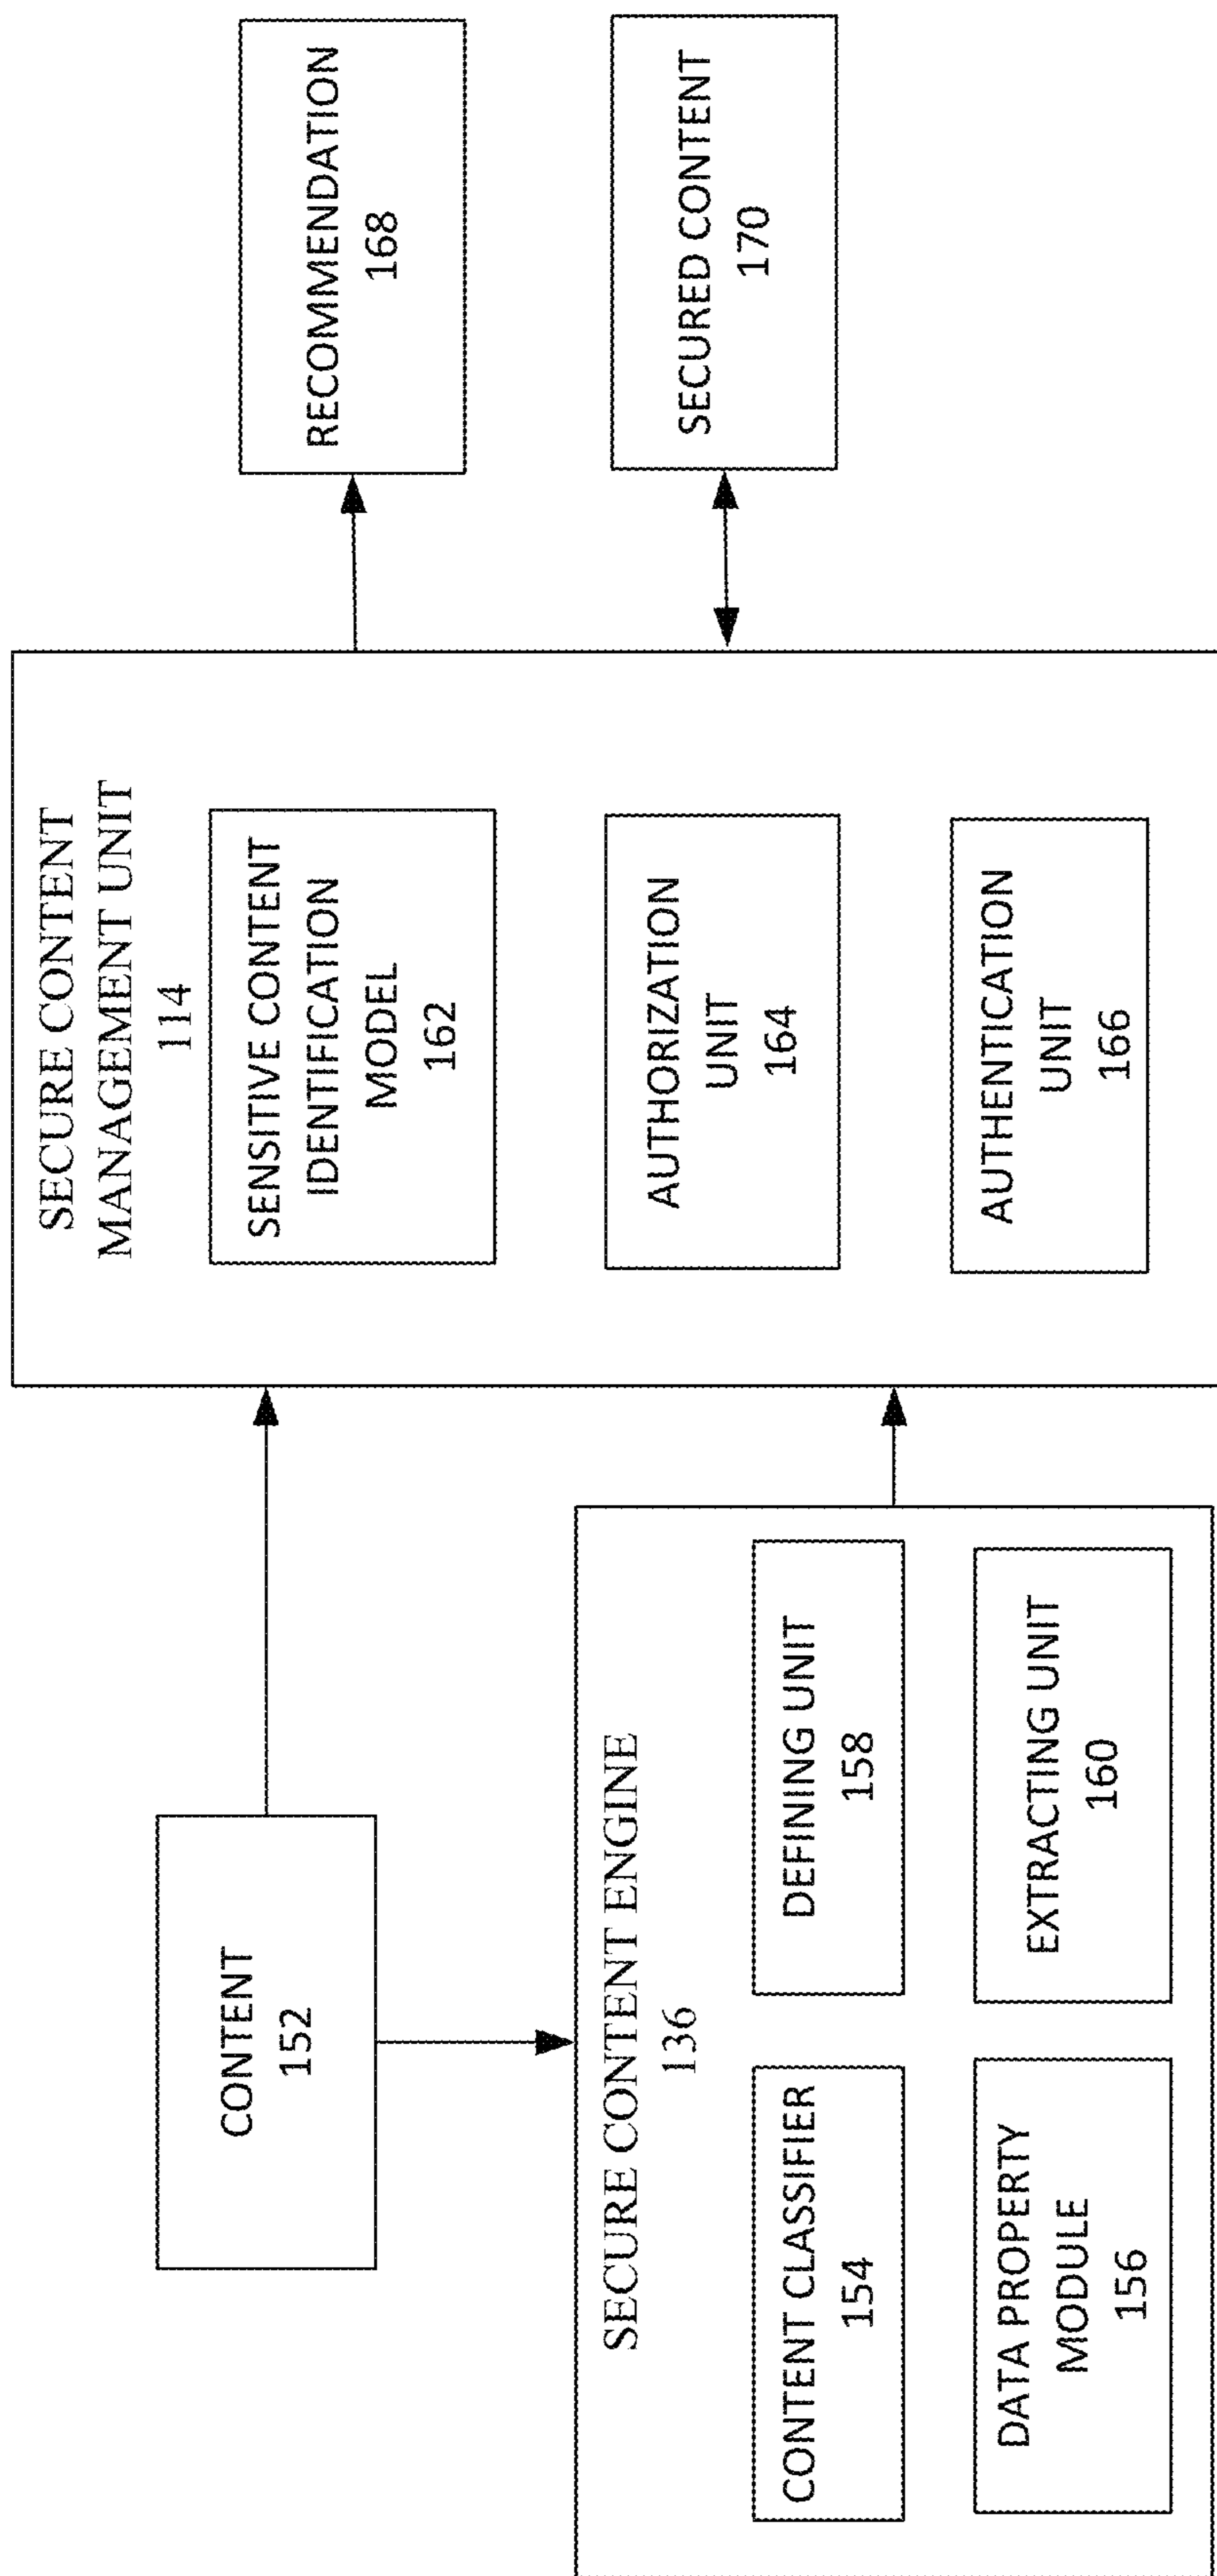 CONTENT
152
SECURE CONTENT ENGINE
136
CONTENT CLASSIFIER
154
DEFINING UNIT
158
DATA PROPERTY
MODULE
156
EXTRACTING UNIT
160
SECURE CONTENT
MANAGEMENT UNIT
114
SENSITIVE CONTENT
IDENTIFICATION
MODEL
162
AUTHORIZATION
UNIT
164
AUTHENTICATION
UNIT
166
RECOMMENDATION
168
SECURED CONTENT
170